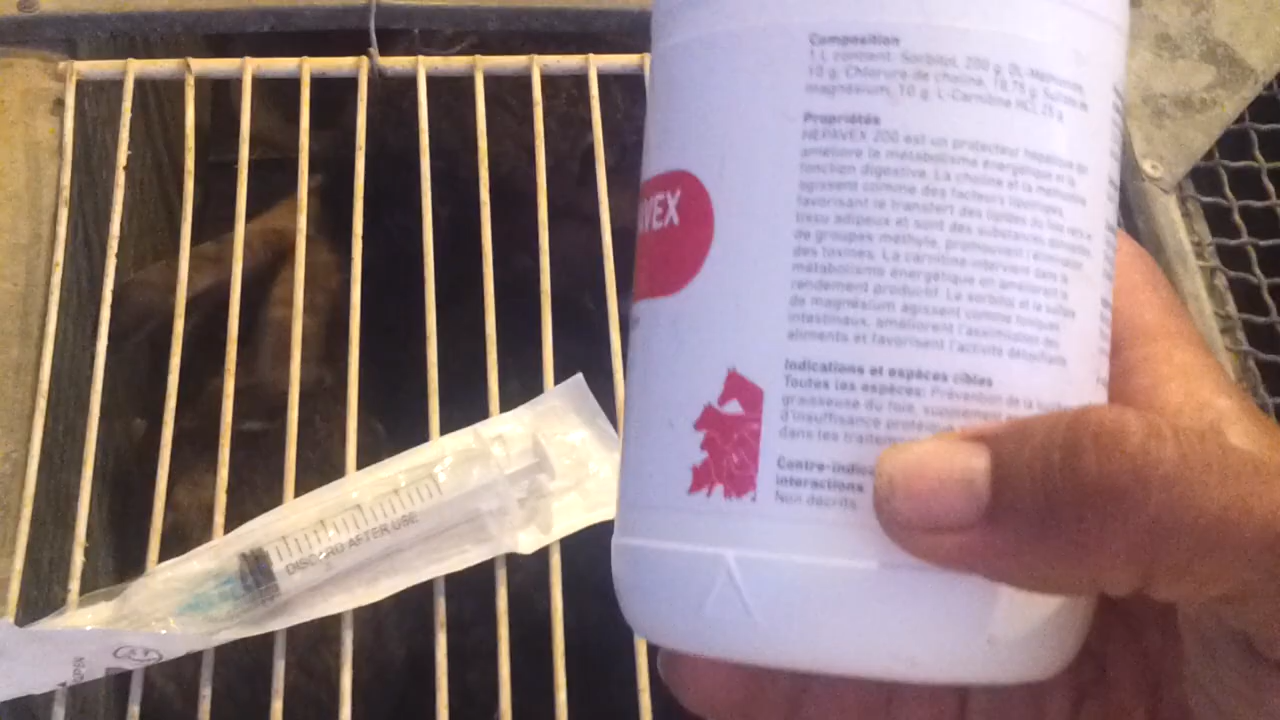 Composition
1 L contient: Sorbitol, 200 g. DL-Méthionine,
10 g. Chlorure de choline, 18,75 g. Sulfate de
magnésium, 10 g. L-Carnitine HCl, 25 g.
Propriétés
HEPAVEX 200 est un protecteur hépatique qui
améliore le métabolisme énergétique et la
fonction digestive. La choline et la méthionine
agissent comme des facteurs lipotropes,
favorisant le transfert des lipides du foie vers le
tissu adipeux et sont des substances
de groupes méthyle, promouvant l'élimination
des toxines. La carnitine intervient dans le
métabolisme énergétique en améliorant le
rendement productif. Le sorbitol et le sulfate
de magnésium agissent comme toniques
intestinaux, améliorent l'assimilation des
aliments et favorisent l'activité détoxifiante
Indications et espèces cibles
Toutes les espèces: Prévention de la
graisseuse du foie, supplément
d'insuffisance protéique
dans les traitem
Contre-indica
interactions
Non décrits.
AVEX
DISCARD AFTER USE